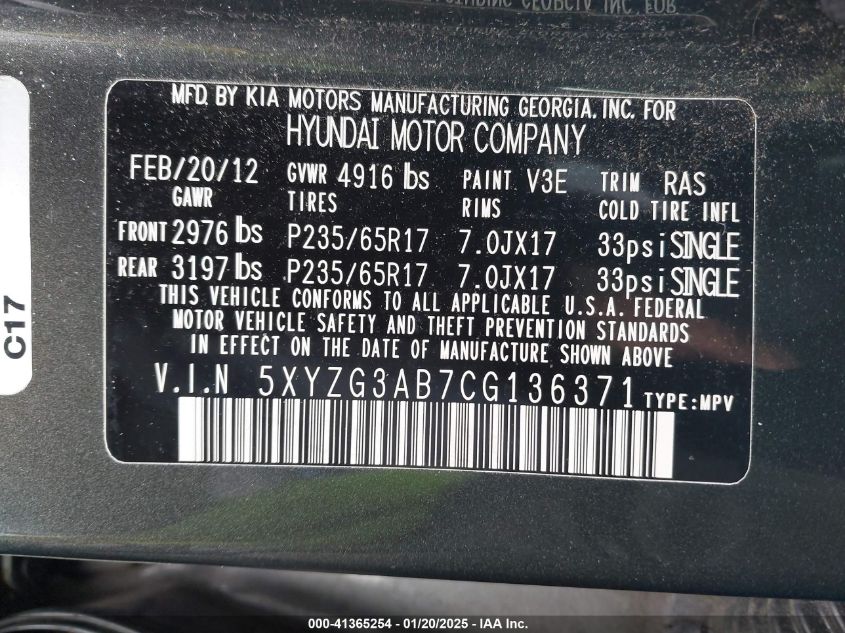 MFD. BY KIA MOTORS MANUFACTURING GEORGIA. INC. FOR
HYUNDAI MOTOR COMPANY
FEB/20/12 GVWR 4916 lbs PAINT V3E TRIM RAS
GAWR TIRES RIMS COLD TIRE INFL
FRONT 2976 lbs P235/65R17 7.0JX17 33psi SINGLE
REAR 3197 lbs P235/65R17 7.0JX17 33psi SINGLE
THIS VEHICLE CONFORMS TO ALL APPLICABLE U.S.A. FEDERAL
MOTOR VEHICLE SAFETY AND THEFT PREVENTION STANDARDS
IN EFFECT ON THE DATE OF MANUFACTURE SHOWN ABOVE
V.I.N 5XYZG3AB7CG136371 TYPE:MPV
C17
000-41365254 — 01/20/2025 — IAA Inc.